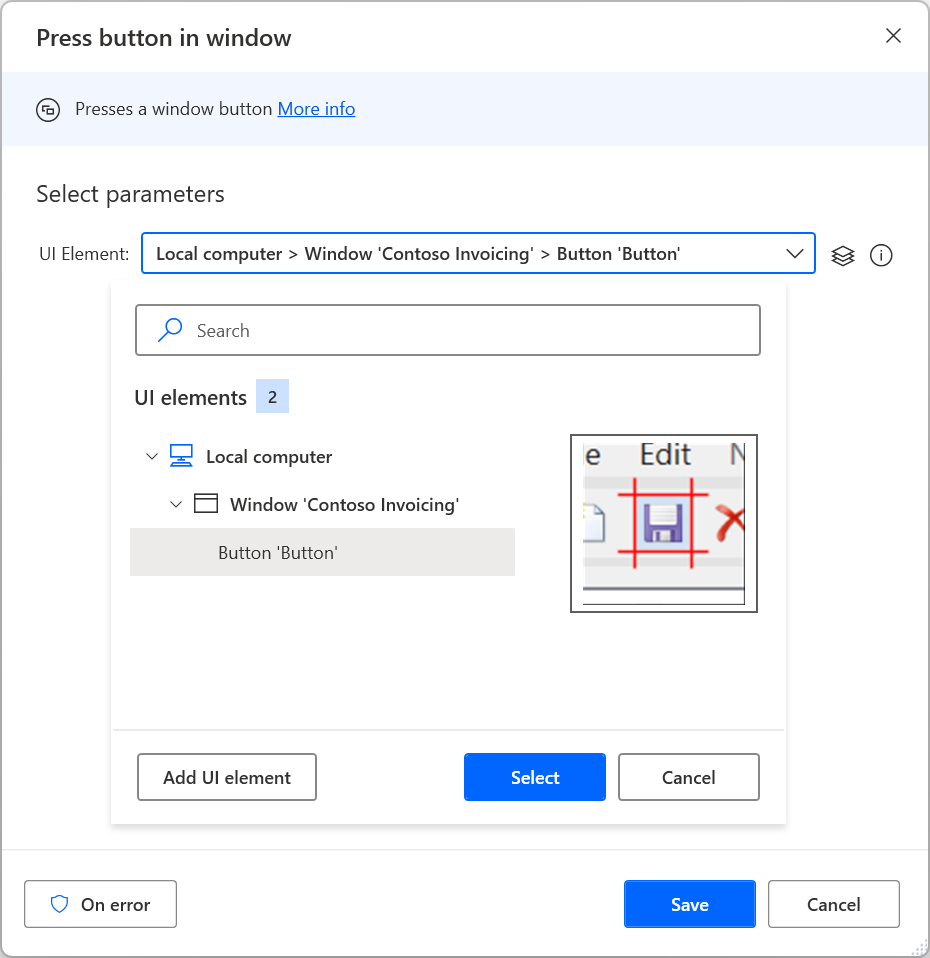 Press button in window
Presses a window button More info
Select parameters
UI Element: Local computer > Window 'Contoso Invoicing' > Button 'Button'
Search
UI elements 2
Local computer
Window 'Contoso Invoicing'
Button 'Button'
e Edit N
Add UI element Select Cancel
On error Save Cancel